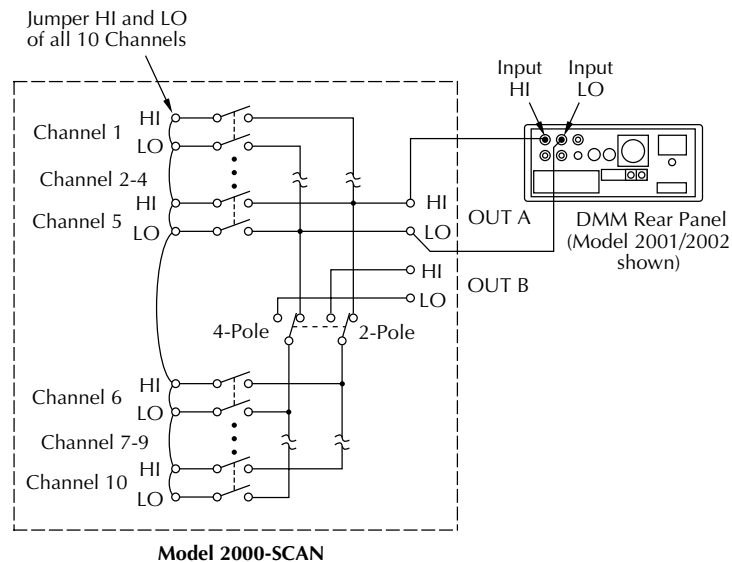 Jumper HI and LO
of all 10 Channels
Input
HI
Input
LO
Channel 1
HI
LO
Channel 2-4
Channel 5
HI
LO
HI
LO
OUT A
HI
LO
OUT B
DMM Rear Panel
(Model 2001/2002
shown)
4-Pole
2-Pole
Channel 6
HI
LO
Channel 7-9
Channel 10
HI
LO
Model 2000-SCAN